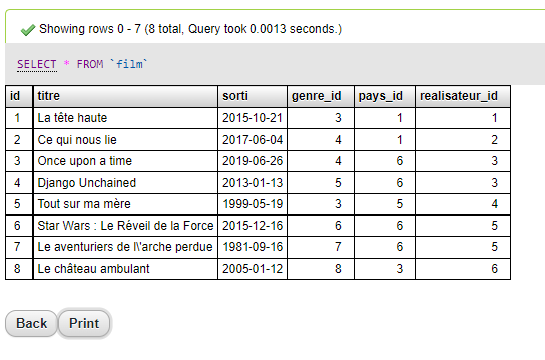 Showing rows 0 - 7 (8 total, Query took 0.0013 seconds.)
SELECT * FROM `film`
id titre sorti genre_id pays_id realisateur_id
1 La tête haute 2015-10-21 3 1 1
2 Ce qui nous lie 2017-06-04 4 1 2
3 Once upon a time 2019-06-26 4 6 3
4 Django Unchained 2013-01-13 5 6 3
5 Tout sur ma mère 1999-05-19 3 5 4
6 Star Wars : Le Réveil de la Force 2015-12-16 6 6 5
7 Le aventuriers de l\'arche perdue 1981-09-16 7 6 5
8 Le château ambulant 2005-01-12 8 3 6
Back Print